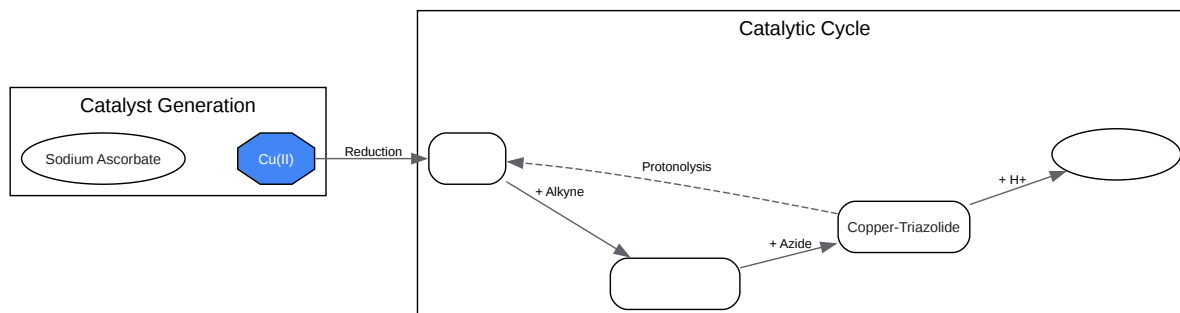 Catalytic Cycle
Catalyst Generation
Sodium Ascorbate
Cu(II)
Reduction
+ Alkyne
Protonolysis
+ Azide
Copper-Triazolide
+ H+